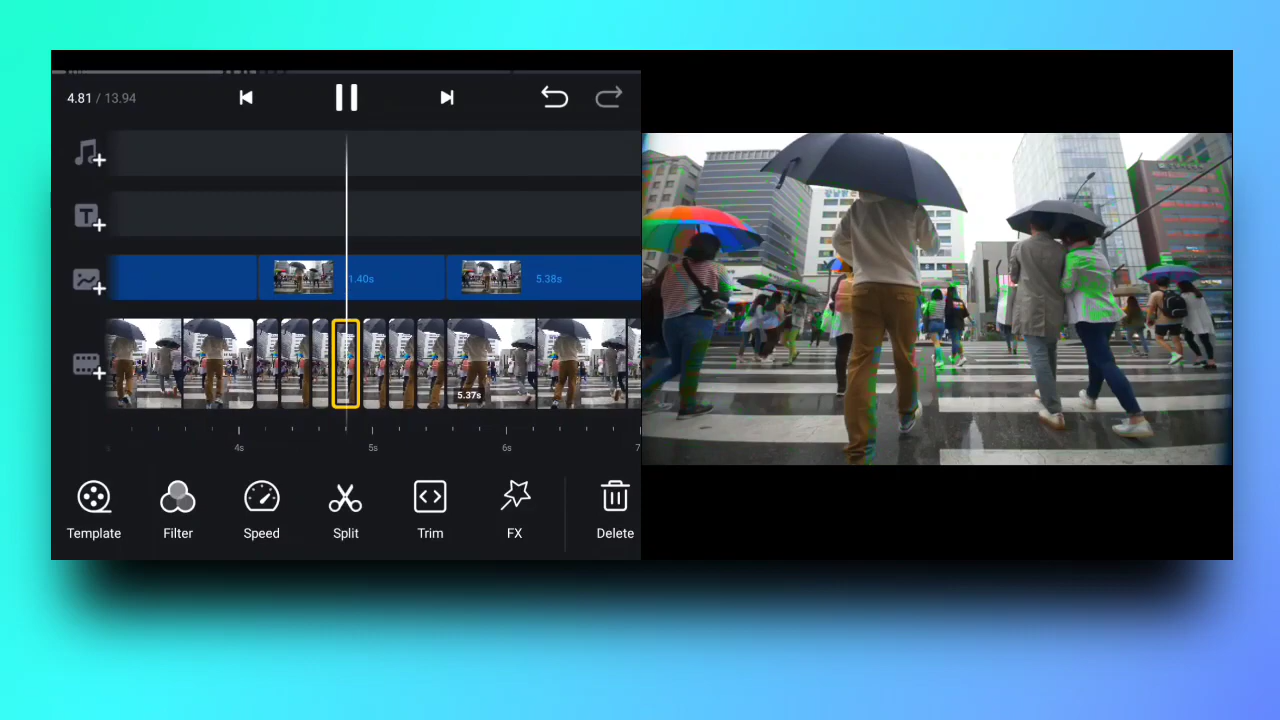 4.81 / 13.94
T
1.40s
5.38s
5.37s
4s 5s 6s 7
Template Filter Speed Split Trim FX Delete